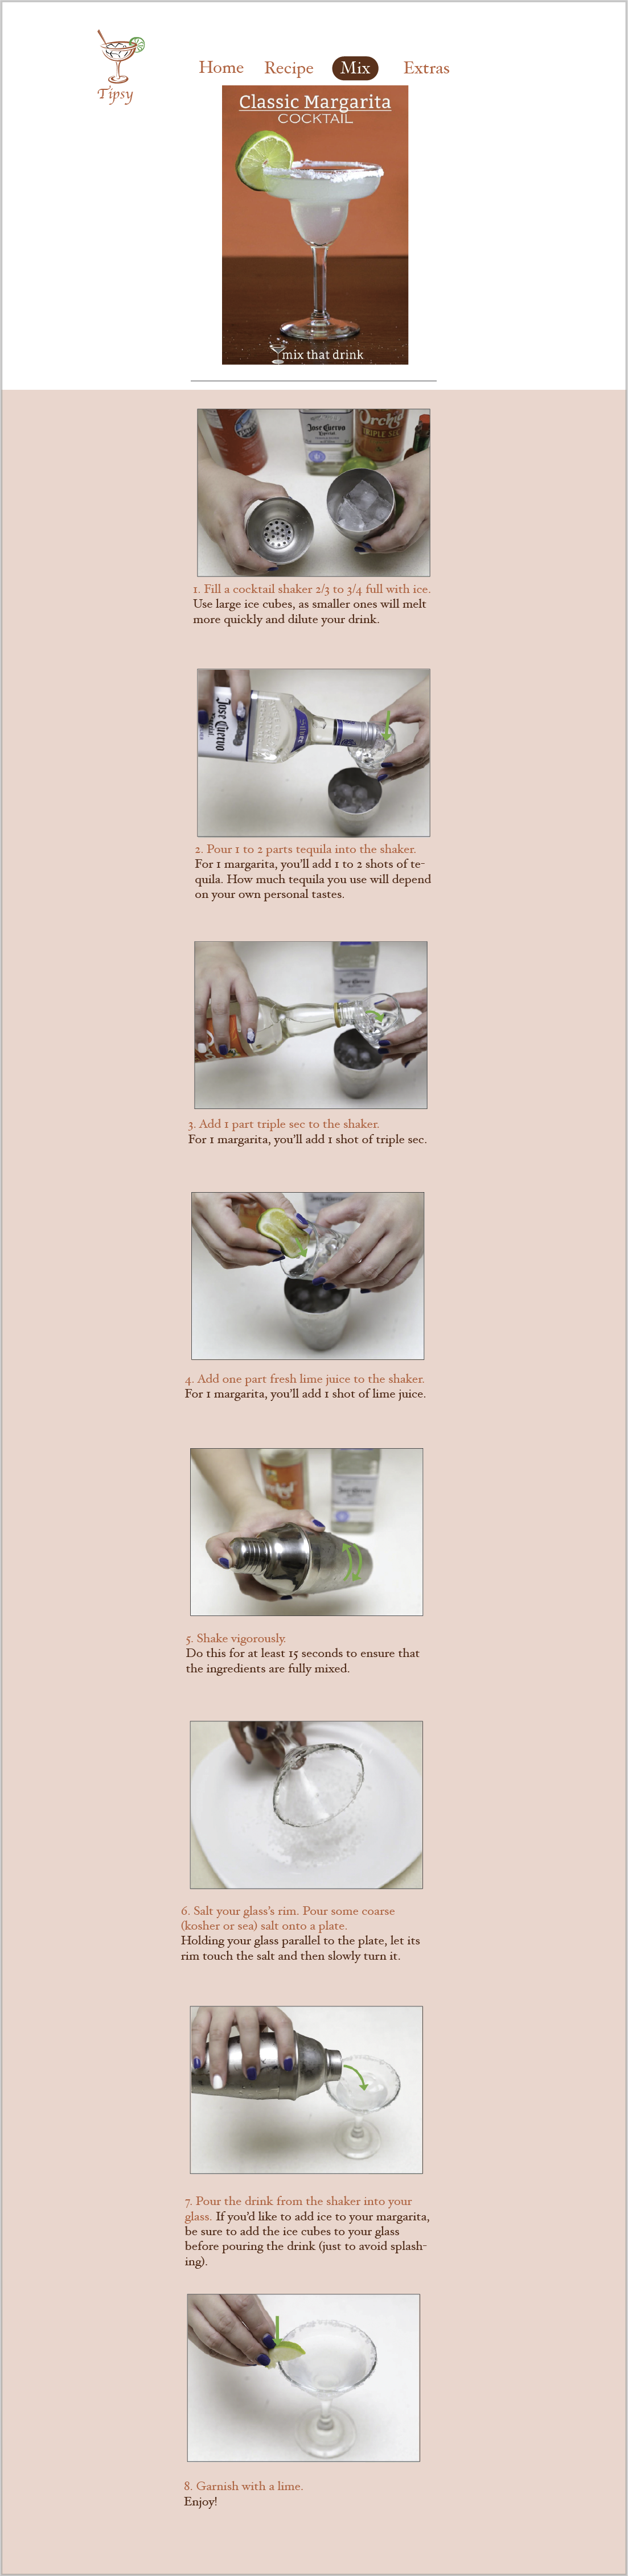 Tipsy
Home Recipe Mix Extras
Classic Margarita
COCKTAIL
mix that drink
Jose Cuervo
Orchid
TRIPLE SEC
1. Fill a cocktail shaker 2/3 to 3/4 full with ice.
Use large ice cubes, as smaller ones will melt
more quickly and dilute your drink.
Jose Cuervo
2. Pour 1 to 2 parts tequila into the shaker.
For 1 margarita, you'll add 1 to 2 shots of te-
quila. How much tequila you use will depend
on your own personal tastes.
Jose Cuervo
3. Add 1 part triple sec to the shaker.
For 1 margarita, you'll add 1 shot of triple sec.
4. Add one part fresh lime juice to the shaker.
For 1 margarita, you'll add 1 shot of lime juice.
5. Shake vigorously.
Do this for at least 15 seconds to ensure that
the ingredients are fully mixed.
6. Salt your glass's rim. Pour some coarse
(kosher or sea) salt onto a plate.
Holding your glass parallel to the plate, let its
rim touch the salt and then slowly turn it.
7. Pour the drink from the shaker into your
glass. If you'd like to add ice to your margarita,
be sure to add the ice cubes to your glass
before pouring the drink (just to avoid splash-
ing).
8. Garnish with a lime.
Enjoy!